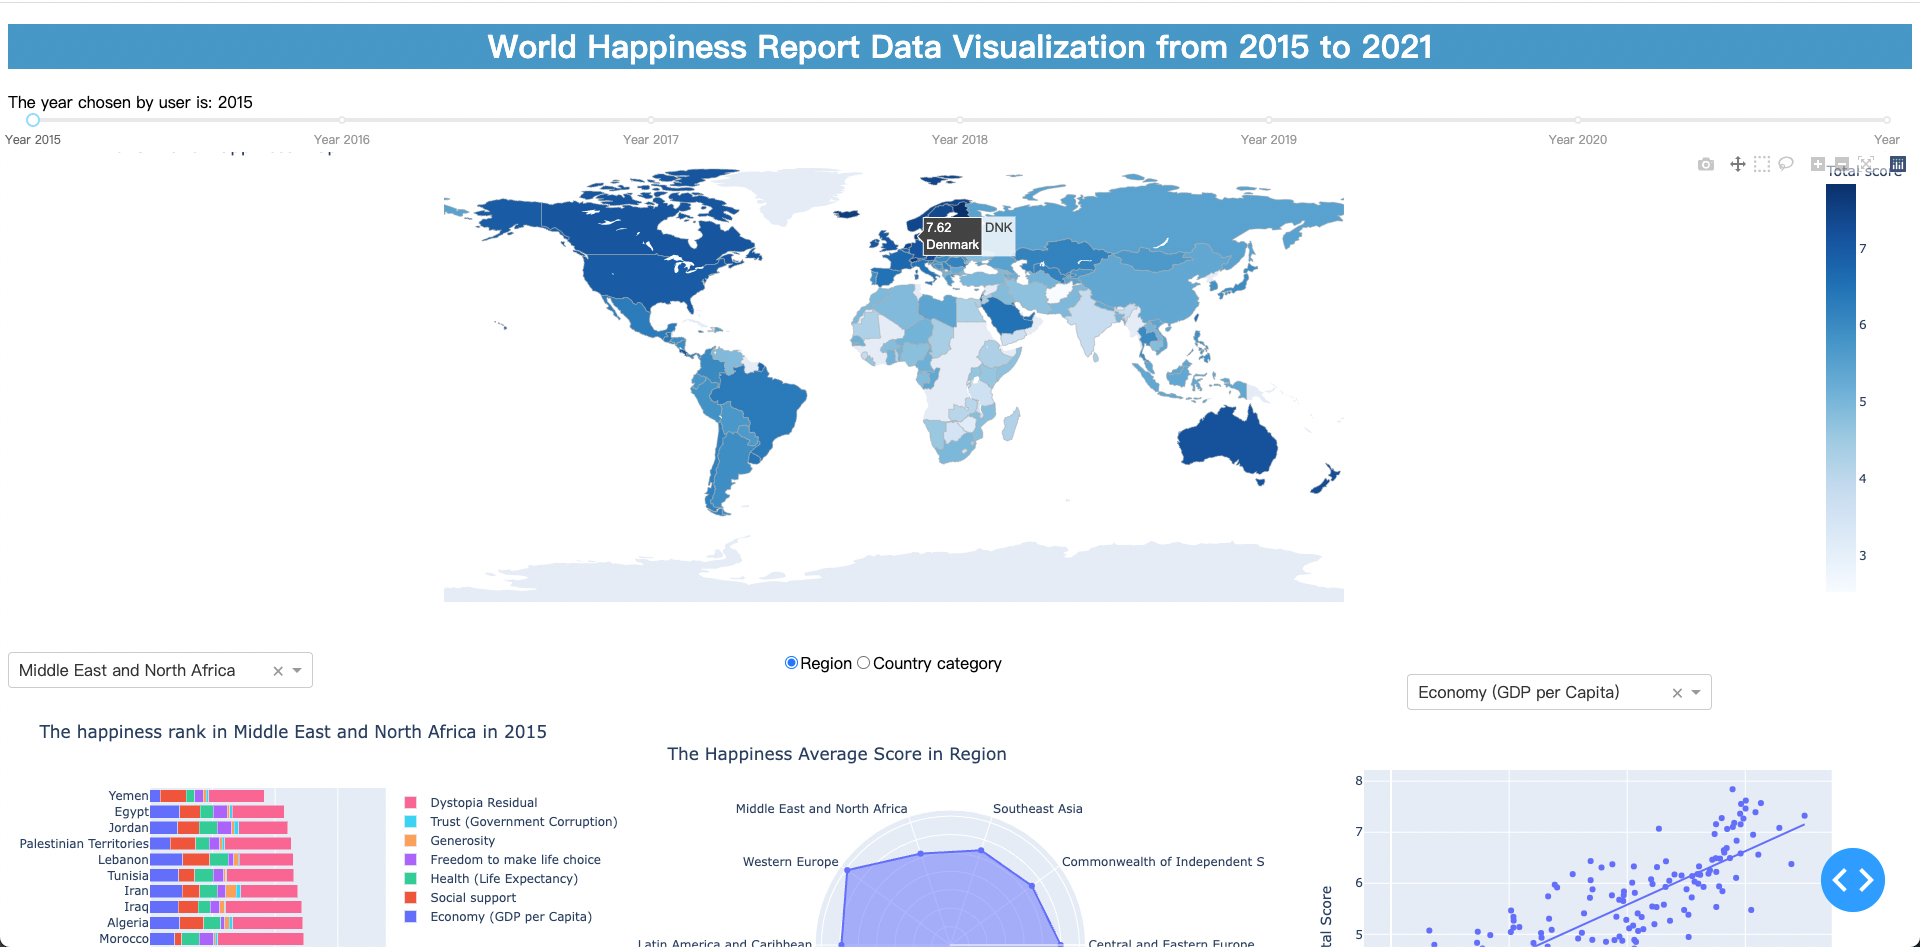 World Happiness Report Data Visualization from 2015 to 2021
The year chosen by user is: 2015
Year 2015
Year 2016
Year 2017
Year 2018
Year 2019
Year 2020
Year
Total score
7.62
Denmark
DNK
7
6
5
4
3
Middle East and North Africa
Region
Country category
Economy (GDP per Capita)
The happiness rank in Middle East and North Africa in 2015
Yemen
Egypt
Jordan
Palestinian Territories
Lebanon
Tunisia
Iran
Iraq
Algeria
Morocco
Dystopia Residual
Trust (Government Corruption)
Generosity
Freedom to make life choice
Health (Life Expectancy)
Social support
Economy (GDP per Capita)
The Happiness Average Score in Region
Middle East and North Africa
Southeast Asia
Western Europe
Commonwealth of Independent S
Latin America and Caribbean
Central and Eastern Europe
8
7
6
5
tal Score